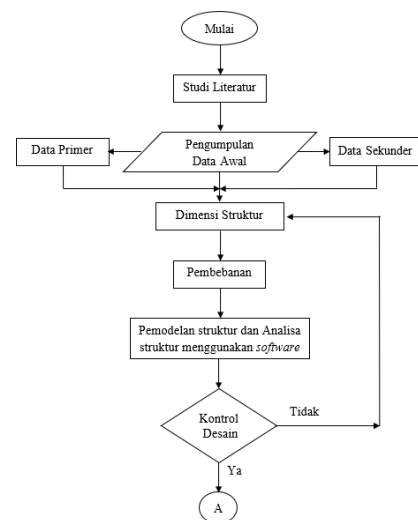 Mulai
Studi Literatur
Data Primer
Pengumpulan
Data Awal
Data Sekunder
Dimensi Struktur
Pembebanan
Pemodelan struktur dan Analisa
struktur menggunakan software
Kontrol
Desain
Tidak
Ya
A